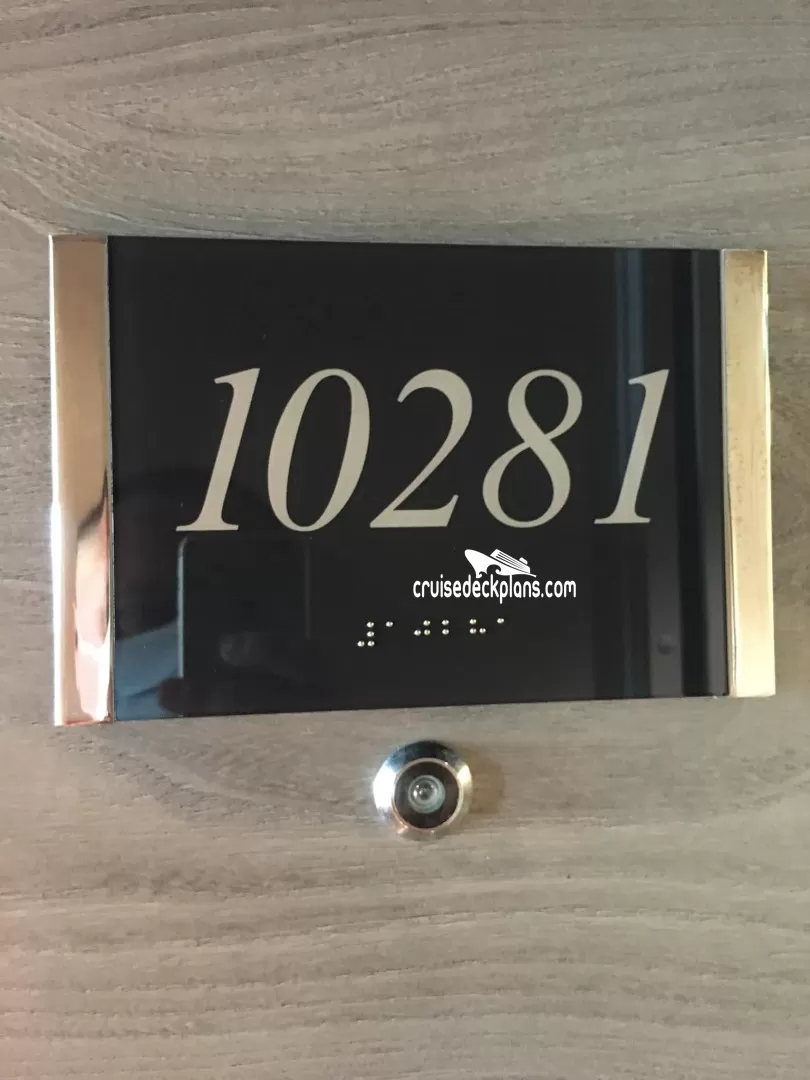 10281
cruisedeckplans.com
⠼⠁⠚⠃⠓⠁